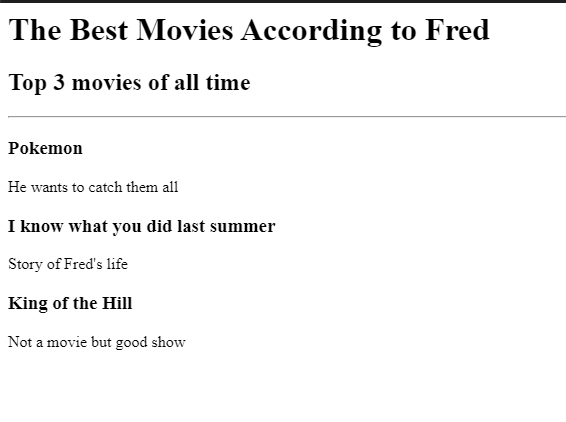 The Best Movies According to Fred
Top 3 movies of all time
Pokemon
He wants to catch them all
I know what you did last summer
Story of Fred's life
King of the Hill
Not a movie but good show